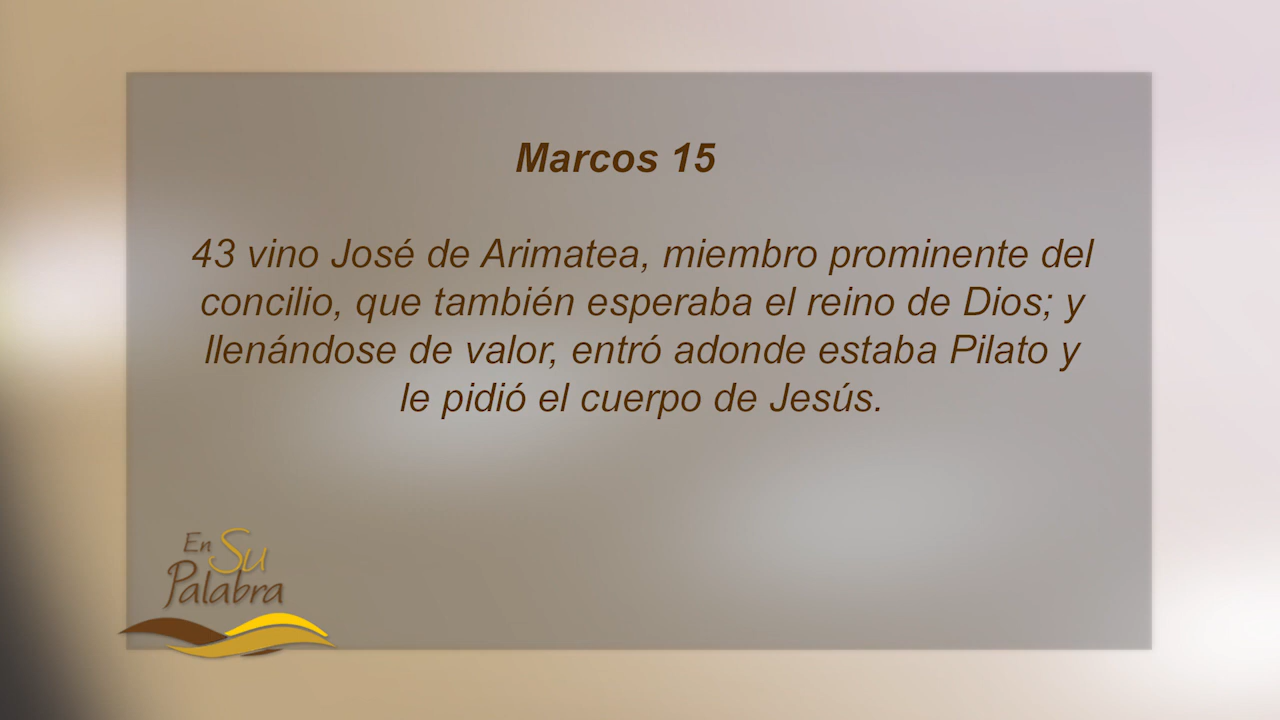 Marcos 15
43 vino José de Arimatea, miembro prominente del
concilio, que también esperaba el reino de Dios; y
llenándose de valor, entró adonde estaba Pilato y
le pidió el cuerpo de Jesús.
En Su
Palabra